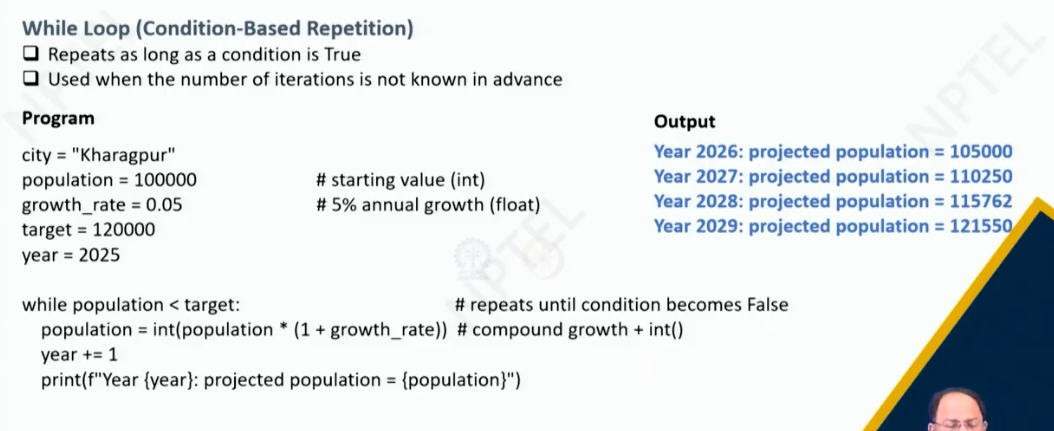 While Loop (Condition-Based Repetition)
❑ Repeats as long as a condition is True
❑ Used when the number of iterations is not known in advance
Program
city = "Kharagpur"
population = 100000 # starting value (int)
growth_rate = 0.05 # 5% annual growth (float)
target = 120000
year = 2025
while population < target: # repeats until condition becomes False
population = int(population * (1 + growth_rate)) # compound growth + int()
year += 1
print(f"Year {year}: projected population = {population}")
Output
Year 2026: projected population = 105000
Year 2027: projected population = 110250
Year 2028: projected population = 115762
Year 2029: projected population = 121550
NPTEL
NPTEL
NPTEL